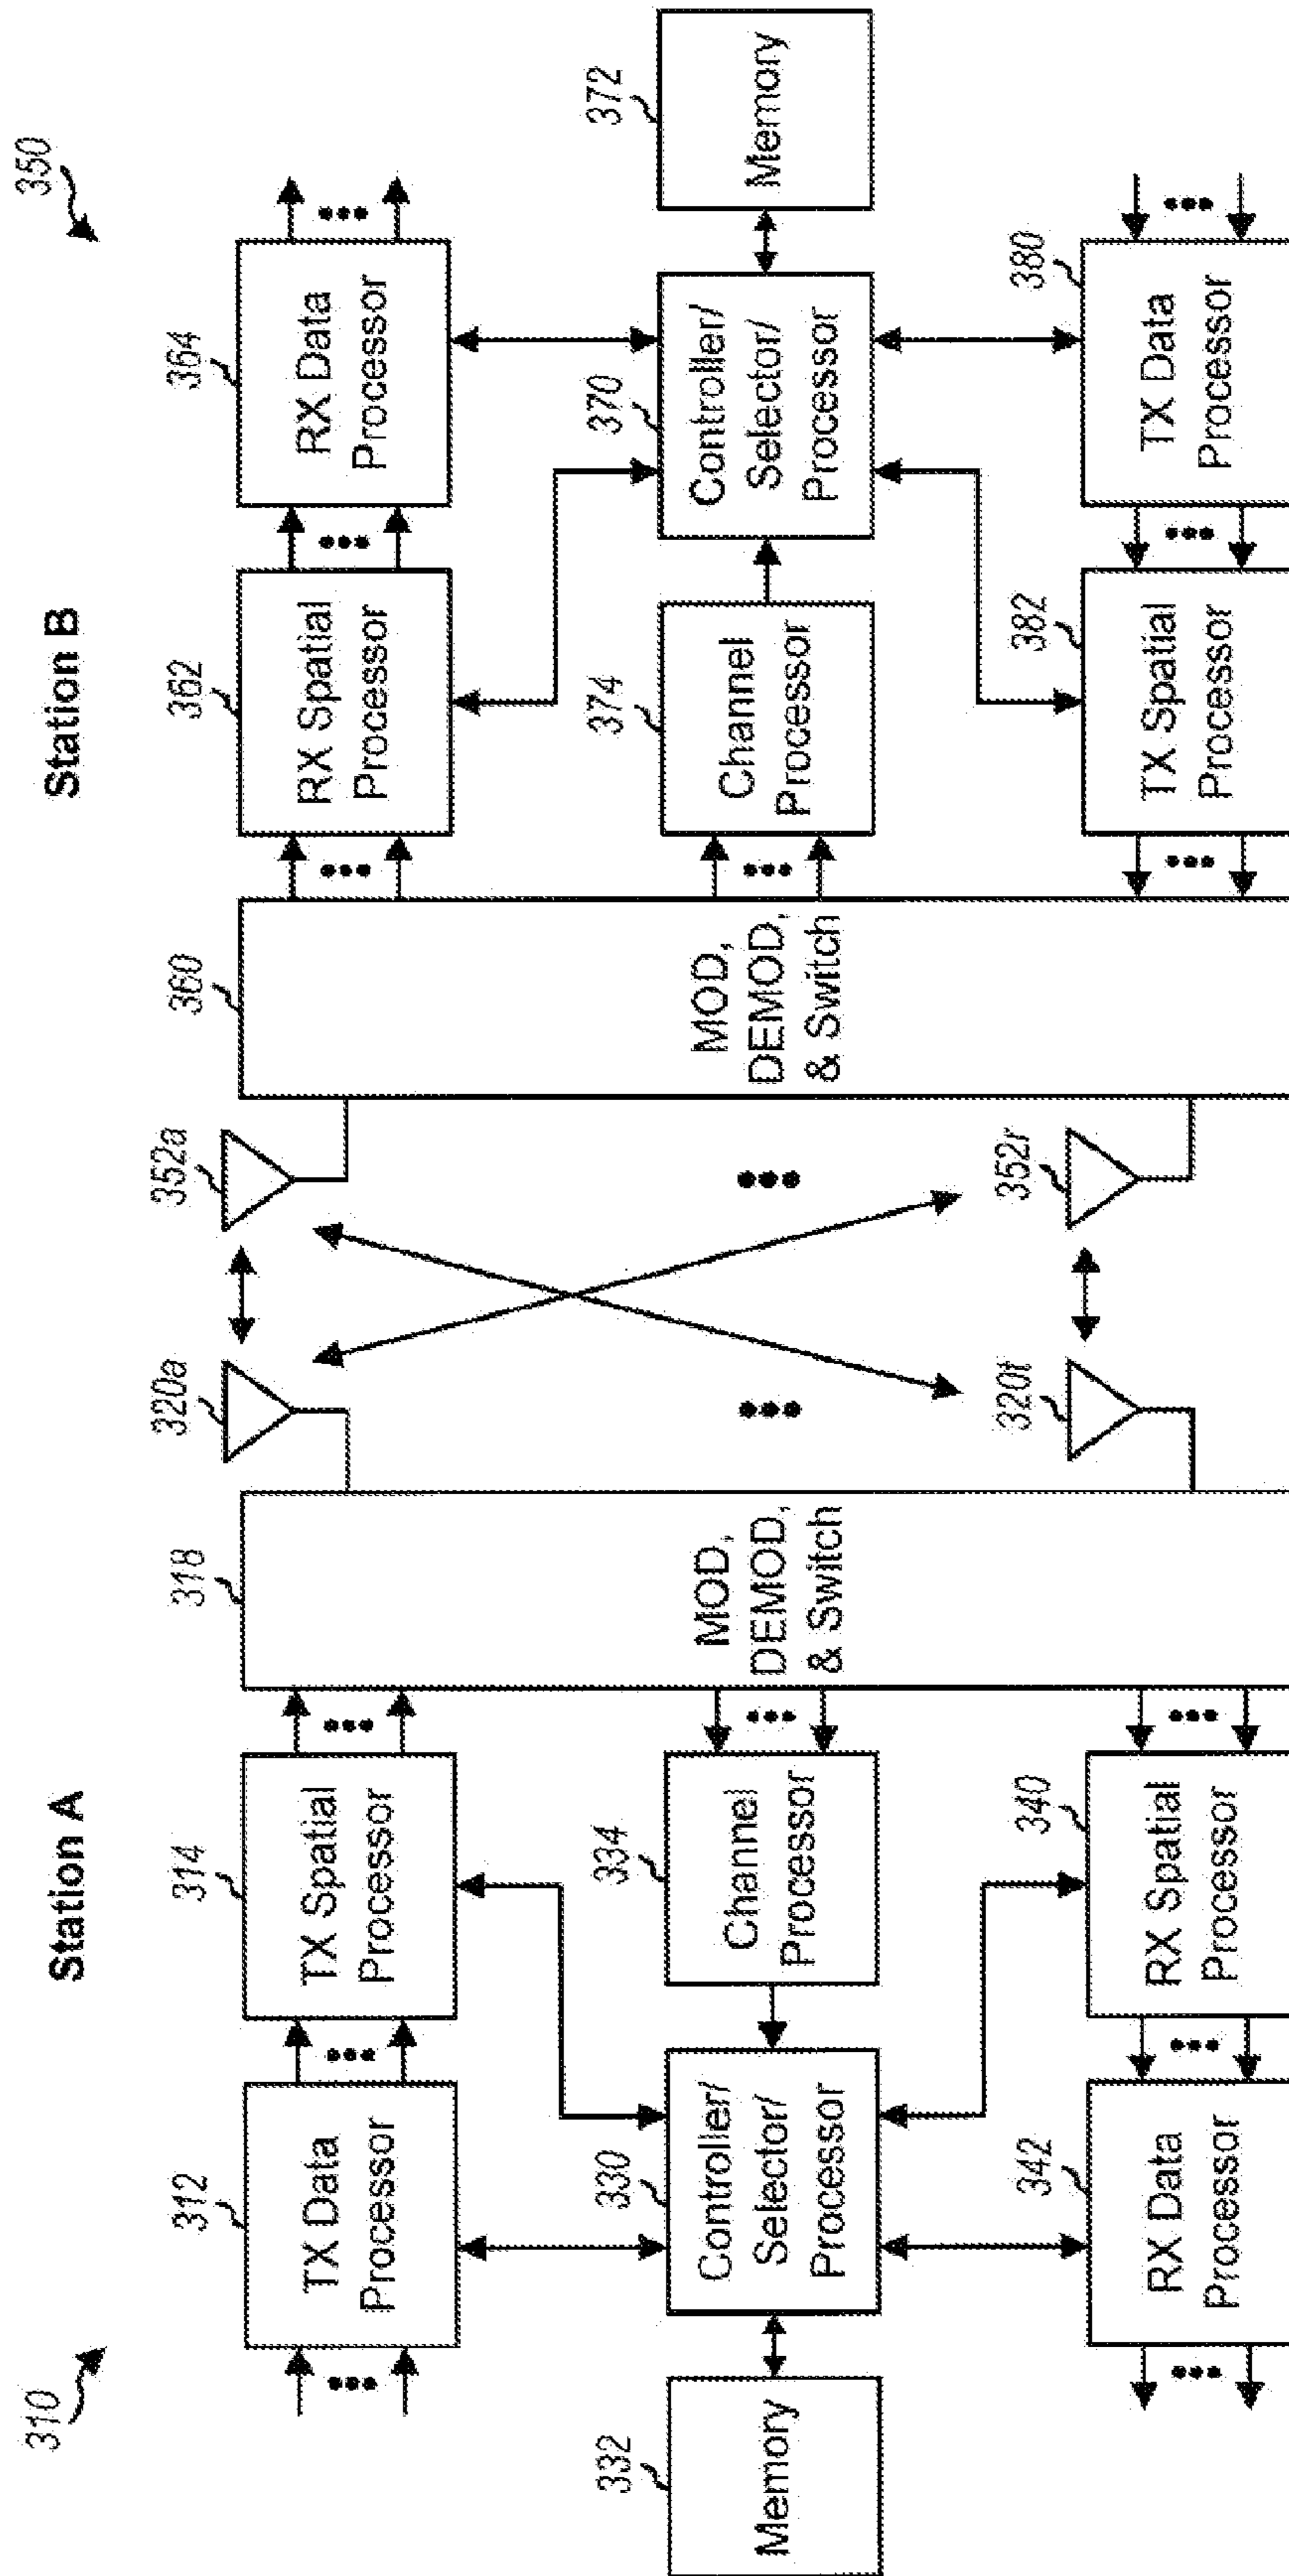 310
Station A
Station B
350
312
TX Data
Processor
314
TX Spatial
Processor
318
MOD,
DEMOD,
& Switch
320a
352a
360
MOD,
DEMOD,
& Switch
362
RX Spatial
Processor
364
RX Data
Processor
332
Memory
330
Controller/
Selector/
Processor
334
Channel
Processor
374
Channel
Processor
370
Controller/
Selector/
Processor
372
Memory
342
RX Data
Processor
340
RX Spatial
Processor
320t
352r
382
TX Spatial
Processor
380
TX Data
Processor